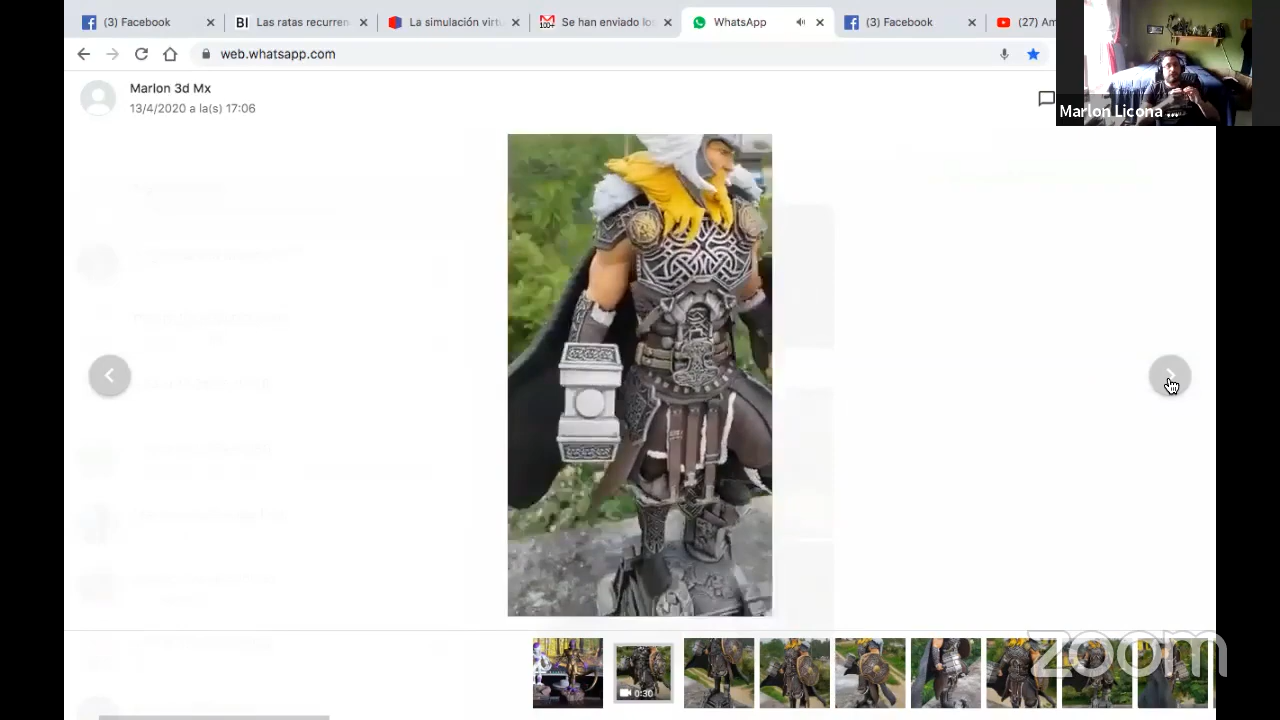 (3) Facebook
Las ratas recurren
La simulación virtu
Se han enviado lo
WhatsApp
(3) Facebook
(27) Am
web.whatsapp.com
Marlon 3d Mx
13/4/2020 a la(s) 17:06
Marlon Licona ...
0:30
zoom